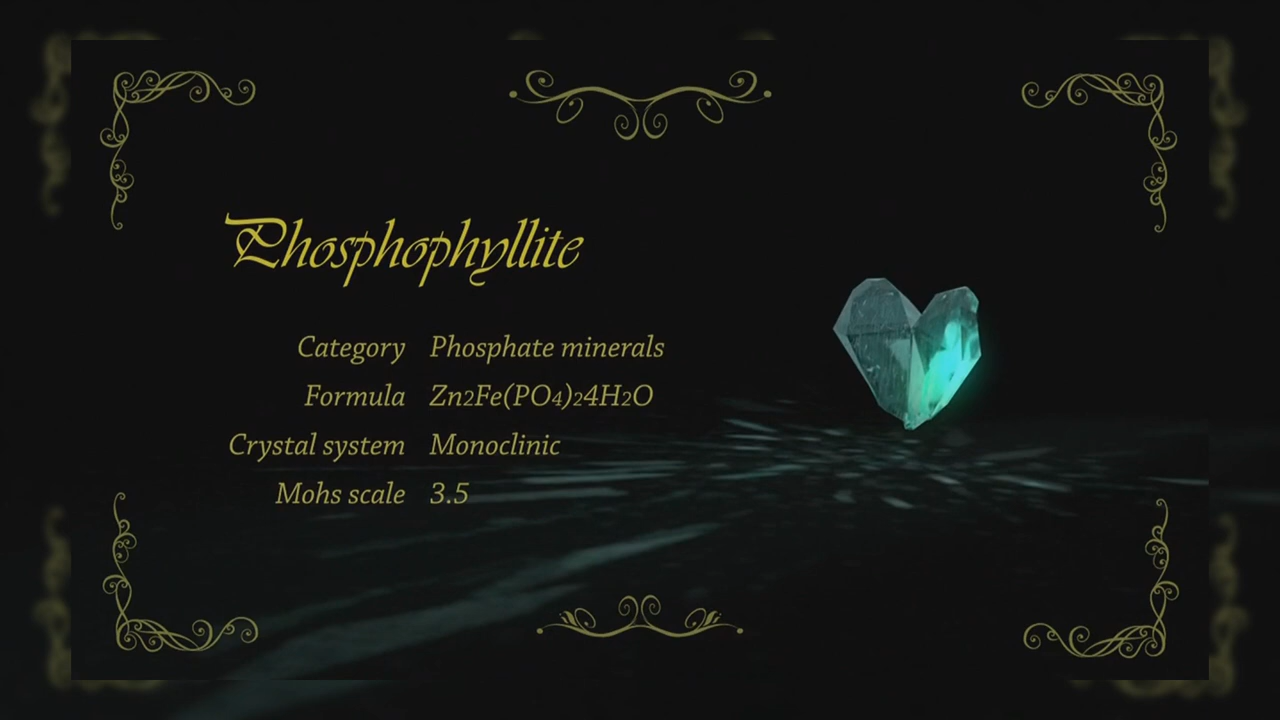 Phosphophyllite
Category Phosphate minerals
Formula Zn2Fe(PO4)24H2O
Crystal system Monoclinic
Mohs scale 3.5